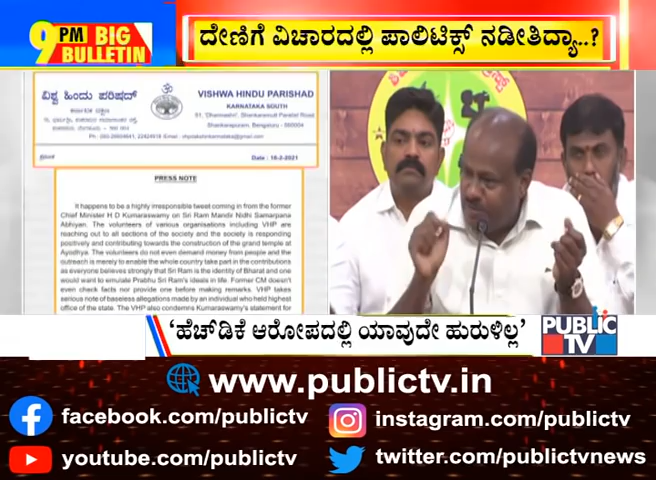 9 PM BIG BULLETIN
ದೇಣಿಗೆ ವಿಚಾರದಲ್ಲಿ ಪಾಲಿಟಿಕ್ಸ್ ನಡೀತಿದ್ಯಾ..?
ವಿಶ್ವ ಹಿಂದು ಪರಿಷದ್
VISHWA HINDU PARISHAD
KARNATAKA SOUTH
Shankarapuram, Bengaluru - 560004
Date : 16-2-2021
PRESS NOTE
It happens to be a highly irresponsible tweet coming in from the former
Chief Minister H D Kumaraswamy on Sri Ram Mandir Nidhi Samarpana
Abhiyan. The volunteers of various organisations including VHP are
reaching out to all sections of the society and the society is responding
positively and contributing towards the construction of the grand temple at
Ayodhya. The volunteers do not even demand money from people and the
outreach is merely to enable the whole country take part in the contributions
as everyone believes strongly that Sri Ram is the identity of Bharat and one
would want to emulate Prabhu Sri Ram's ideals in life. Former CM doesn't
even check facts nor provide one before making remarks. VHP takes
serious note of baseless allegations made by an individual who held highest
office of the state. The VHP also condemns Kumaraswamy's statement for
‘ಹೆಚ್‌ಡಿಕೆ ಆರೋಪದಲ್ಲಿ ಯಾವುದೇ ಹುರುಳಿಲ್ಲ’
PUBLIC TV
www.publictv.in
facebook.com/publictv
instagram.com/publictv
youtube.com/publictv
twitter.com/publictvnews